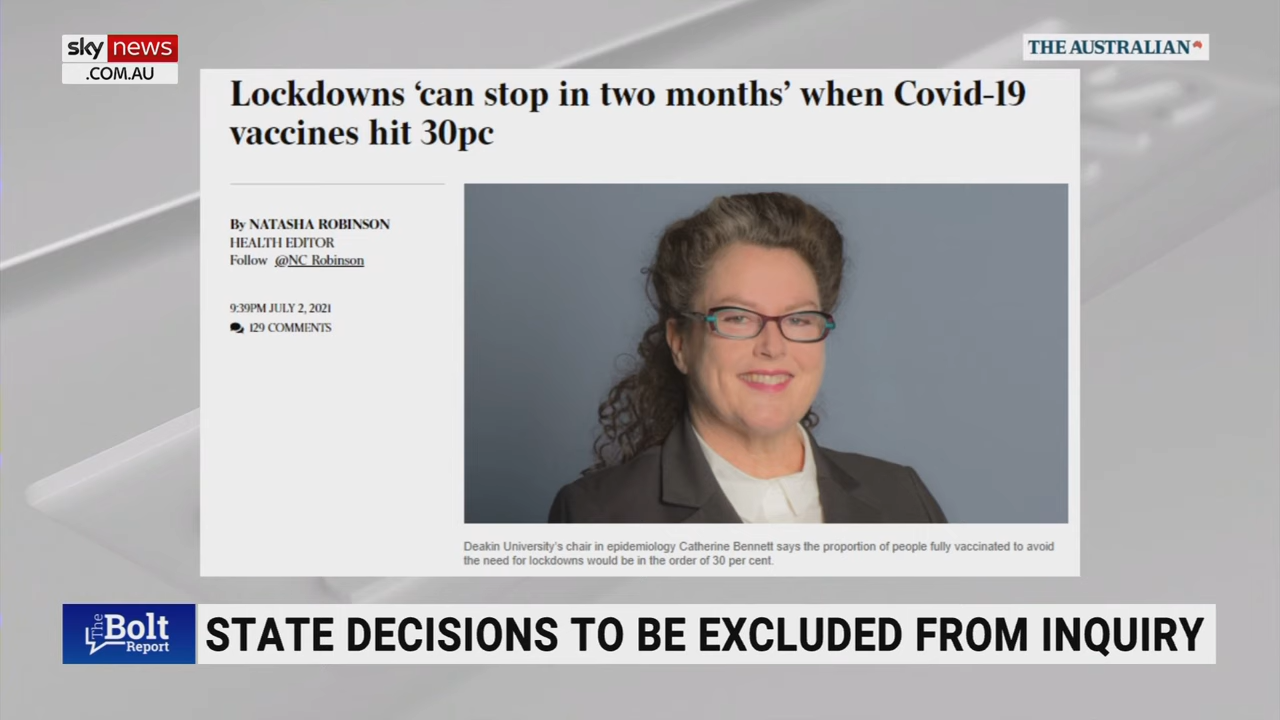 sky news
.COM.AU
THE AUSTRALIAN
Lockdowns ‘can stop in two months’ when Covid-19
vaccines hit 30pc
By NATASHA ROBINSON
HEALTH EDITOR
Follow @NC Robinson
9:39PM JULY 2, 2021
129 COMMENTS
Deakin University's chair in epidemiology Catherine Bennett says the proportion of people fully vaccinated to avoid
the need for lockdowns would be in the order of 30 per cent.
The Bolt Report
STATE DECISIONS TO BE EXCLUDED FROM INQUIRY